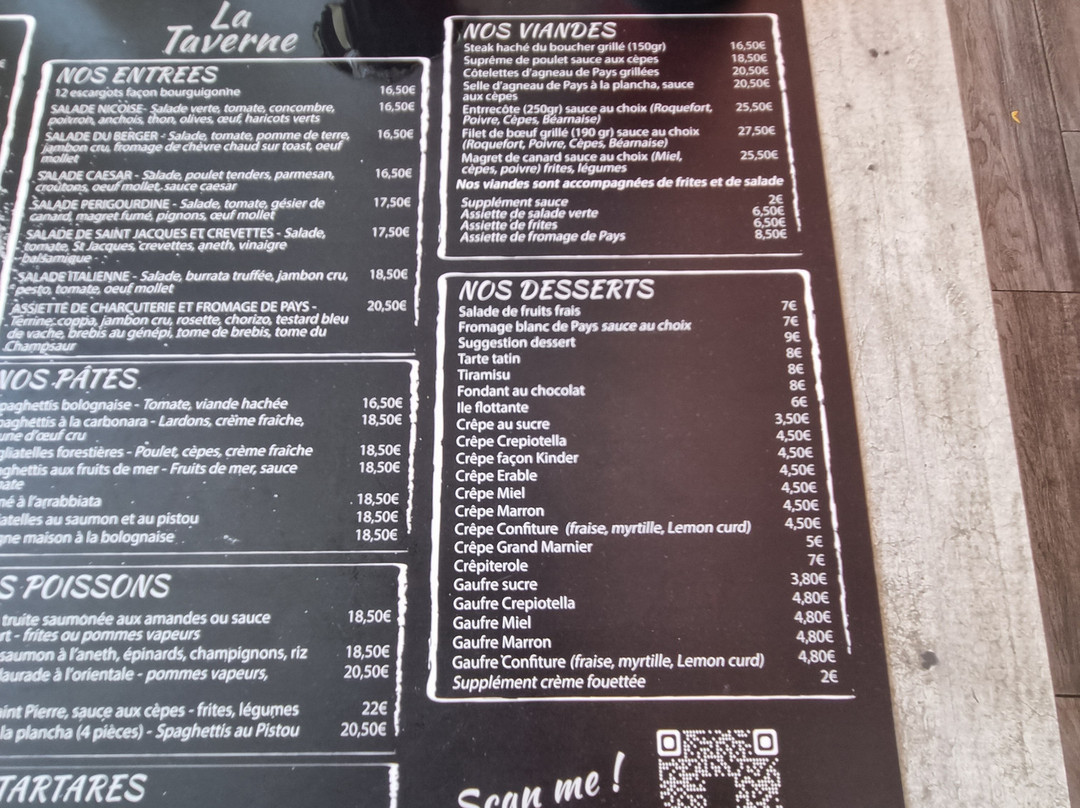 La
Taverne
NOS ENTREES
12 escargots façon bourguigonhe 16,50€
SALADE NICOISE- Salade verte, tomate, concombre, 16,50€
poivron, anchois, thon, olives, œuf, haricots verts
SALADE DU BERGER - Salade, tomate, pomme de terre, 16,50€
jambon cru, fromage de chèvre chaud sur toast, oeuf
mollet
SALADE CAESAR - Salade, poulet tenders, parmesan, 16,50€
croûtons, oeuf mollet, sauce caesar
SALADE PERIGOURDINE - Salade, tomate, gésier de 17,50€
canard, magret fumé, pignons, œuf mollet
SALADE DE SAINT JACQUES ET CREVETTES - Salade, 17,50€
tomate, St Jacques, crevettes, aneth, vinaigre
balsamique
SALADE ITALIENNE - Salade, burrata truffée, jambon cru, 18,50€
pesto, tomate, oeuf mollet
ASSIETTE DE CHARCUTERIE ET FROMAGE DE PAYS - 20,50€
Terrine, coppa, jambon cru, rosette, chorizo, testard bleu
de vache, brebis au génépi, tome de brebis, tome du
Champsaur
NOS PÂTES
paghettis bolognaise - Tomate, viande hachée 16,50€
paghettis à la carbonara - Lardons, crème fraîche, 18,50€
une d'œuf cru
gliatelles forestières - Poulet, cèpes, crème fraîche 18,50€
aghettis aux fruits de mer - Fruits de mer, sauce 18,50€
mate
né à l'arrabbiata 18,50€
iatelles au saumon et au pistou 18,50€
gne maison à la bolognaise 18,50€
S POISSONS
truite saumonée aux amandes ou sauce 18,50€
rt - frites ou pommes vapeurs
saumon à l'aneth, épinards, champignons, riz 18,50€
daurade à l'orientale - pommes vapeurs, 20,50€
aint Pierre, sauce aux cèpes - frites, légumes 22€
la plancha (4 pièces) - Spaghettis au Pistou 20,50€
TARTARES
NOS VIANDES
Steak haché du boucher grillé (150gr) 16,50€
Suprême de poulet sauce aux cèpes 18,50€
Côtelettes d'agneau de Pays grillées 20,50€
Selle d'agneau de Pays à la plancha, sauce 20,50€
aux cèpes
Entrrecôte (250gr) sauce au choix (Roquefort, 25,50€
Poivre, Cèpes, Béarnaise)
Filet de bœuf grillé (190 gr) sauce au choix 27,50€
(Roquefort, Poivre, Cèpes, Béarnaise)
Magret de canard sauce au choix (Miel, 25,50€
cèpes, poivre) frites, légumes
Nos viandes sont accompagnées de frites et de salade
Supplément sauce 2€
Assiette de salade verte 6,50€
Assiette de frites 6,50€
Assiette de fromage de Pays 8,50€
NOS DESSERTS
Salade de fruits frais 7€
Fromage blanc de Pays sauce au choix 7€
Suggestion dessert 9€
Tarte tatin 8€
Tiramisu 8€
Fondant au chocolat 8€
Ile flottante 6€
Crêpe au sucre 3,50€
Crêpe Crepiotella 4,50€
Crêpe façon Kinder 4,50€
Crêpe Erable 4,50€
Crêpe Miel 4,50€
Crêpe Marron 4,50€
Crêpe Confiture (fraise, myrtille, Lemon curd) 4,50€
Crêpe Grand Marnier 5€
Crêpiterole 7€
Gaufre sucre 3,80€
Gaufre Crepiotella 4,80€
Gaufre Miel 4,80€
Gaufre Marron 4,80€
Gaufre Confiture (fraise, myrtille, Lemon curd) 4,80€
Supplément crème fouettée 2€
Scan me !